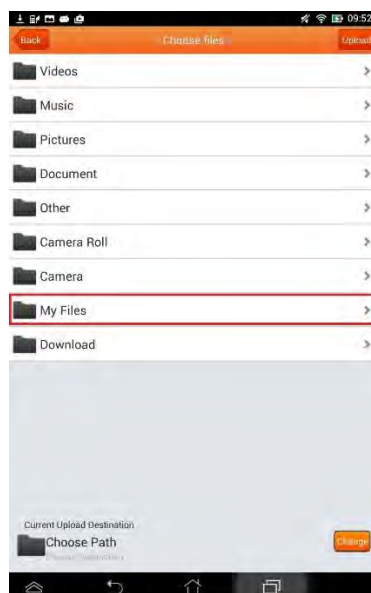 09:52
Back
Choose files
Upload
Videos
Music
Pictures
Document
Other
Camera Roll
Camera
My Files
Download
Current Upload Destination
Choose Path
Change